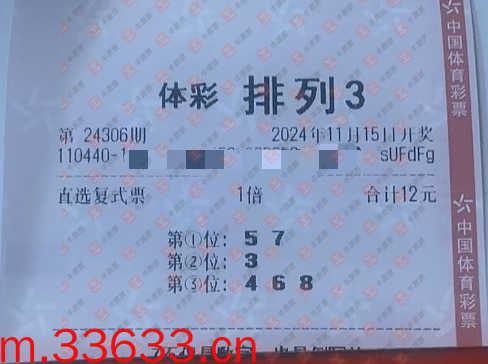 中国体育彩票
体彩 排列3
第 24306期 2024年11月15日开奖
110440-1 sUFdFg
直选复式票 1倍 合计12元
第①位: 5 7
第②位: 3
第③位: 4 6 8
中国体育彩票
m.33633.cn